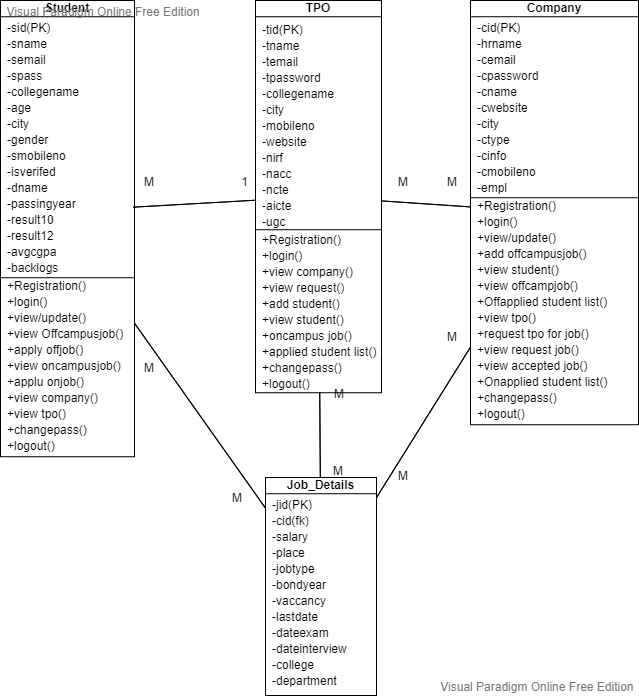 Visual Paradigm Online Free Edition
Student
-sid(PK)
-sname
-semail
-spass
-collegename
-age
-city
-gender
-smobileno
-isverifed
-dname
-passingyear
-result10
-result12
-avgcgpa
-backlogs
+Registration()
+login()
+view/update()
+view Offcampusjob()
+apply offjob()
+view oncampusjob()
+applu onjob()
+view company()
+view tpo()
+changepass()
+logout()
M
1
TPO
-tid(PK)
-tname
-temail
-tpassword
-collegename
-city
-mobileno
-website
-nirf
-nacc
-ncte
-aicte
-ugc
+Registration()
+login()
+view company()
+view request()
+add student()
+view student()
+oncampus job()
+applied student list()
+changepass()
+logout()
M
M
Company
-cid(PK)
-hrname
-cemail
-cpassword
-cname
-cwebsite
-city
-ctype
-cinfo
-cmobileno
-empl
+Registration()
+login()
+view/update()
+add offcampusjob()
+view student()
+view offcampjob()
+Offapplied student list()
+view tpo()
+request tpo for job()
+view request job()
+view accepted job()
+Onapplied student list()
+changepass()
+logout()
M
M
M
M
M
M
Job_Details
-jid(PK)
-cid(fk)
-salary
-place
-jobtype
-bondyear
-vaccancy
-lastdate
-dateexam
-dateinterview
-college
-department
Visual Paradigm Online Free Edition